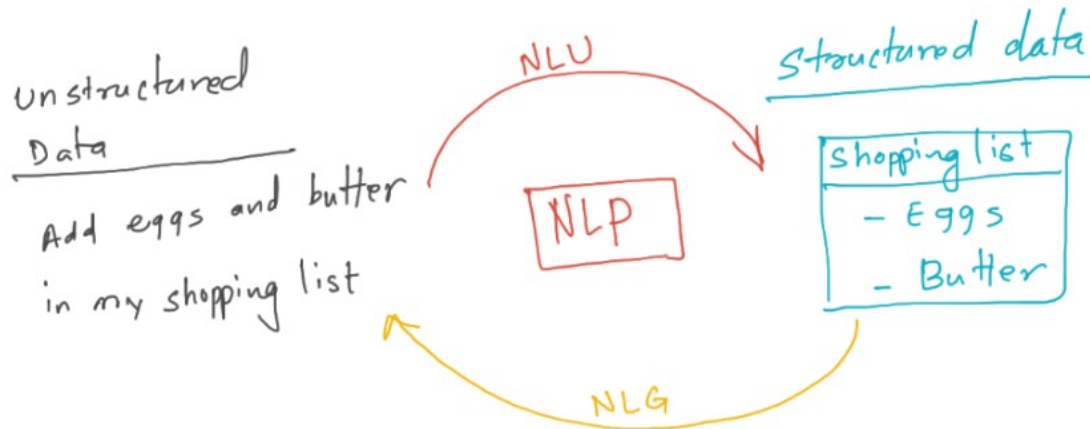 Unstructured
Data
Add eggs and butter
in my shopping list
NLU
NLP
NLG
Structured data
Shopping list
- Eggs
- Butter